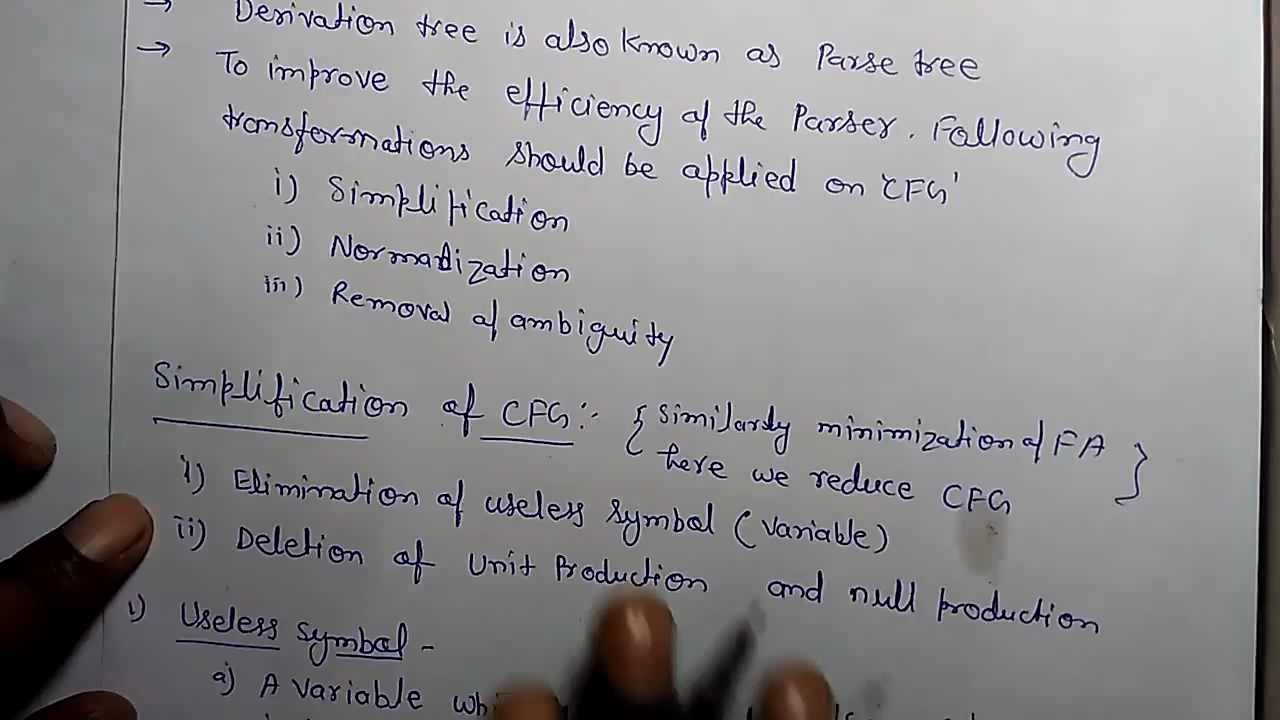 → Derivation tree is also known as Parse tree
→ To improve the efficiency of the Parser. Following
transformations should be applied on 'CFG'
i) Simplification
ii) Normalization
iii) Removal of ambiguity
Simplification of CFG:- { Similarly minimization of FA
here we reduce CFG }
i) Elimination of useless symbol (Variable)
ii) Deletion of Unit Production and null production
i) Useless symbol -
a) A Variable